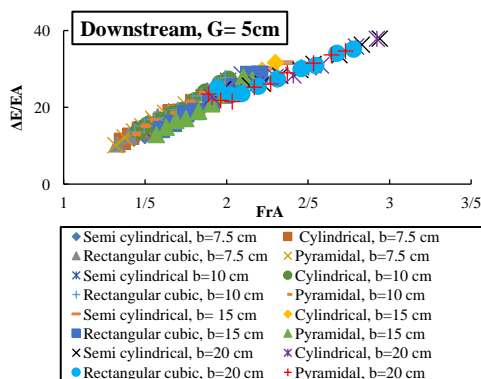 Downstream, G= 5cm
40
20
0
ΔE/EA
1 1/5 2 2/5 3 3/5
FrA
Semi cylindrical, b=7.5 cm Cylindrical, b=7.5 cm
Rectangular cubic, b=7.5 cm Pyramidal, b=7.5 cm
Semi cylindrical, b=10 cm Cylindrical, b=10 cm
Rectangular cubic, b=10 cm Pyramidal, b=10 cm
Semi cylindrical, b= 15 cm Cylindrical, b=15 cm
Rectangular cubic, b=15 cm Pyramidal, b=15 cm
Semi cylindrical, b=20 cm Cylindrical, b=20 cm
Rectangular cubic, b=20 cm Pyramidal, b=20 cm